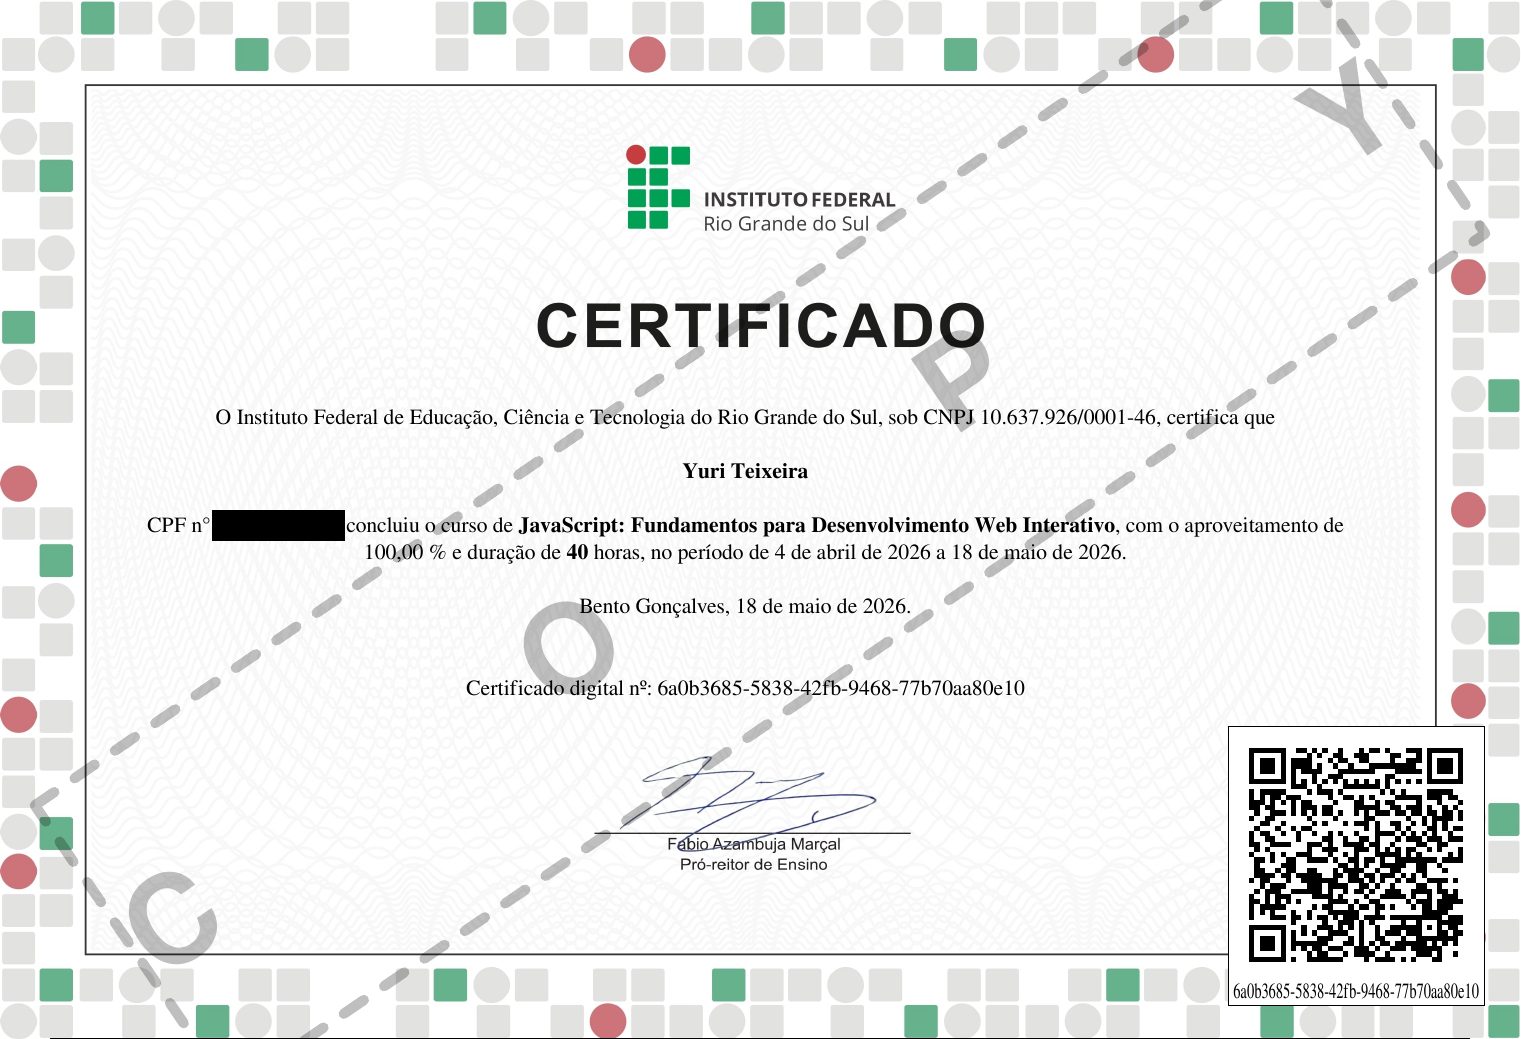 INSTITUTO FEDERAL
Rio Grande do Sul
CERTIFICADO
O Instituto Federal de Educação, Ciência e Tecnologia do Rio Grande do Sul, sob CNPJ 10.637.926/0001-46, certifica que
Yuri Teixeira
CPF n° concluiu o curso de JavaScript: Fundamentos para Desenvolvimento Web Interativo, com o aproveitamento de
100,00 % e duração de 40 horas, no período de 4 de abril de 2026 a 18 de maio de 2026.
Bento Gonçalves, 18 de maio de 2026.
Certificado digital nº: 6a0b3685-5838-42fb-9468-77b70aa80e10
Fabio Azambuja Marçal
Pró-reitor de Ensino
6a0b3685-5838-42fb-9468-77b70aa80e10
COPY